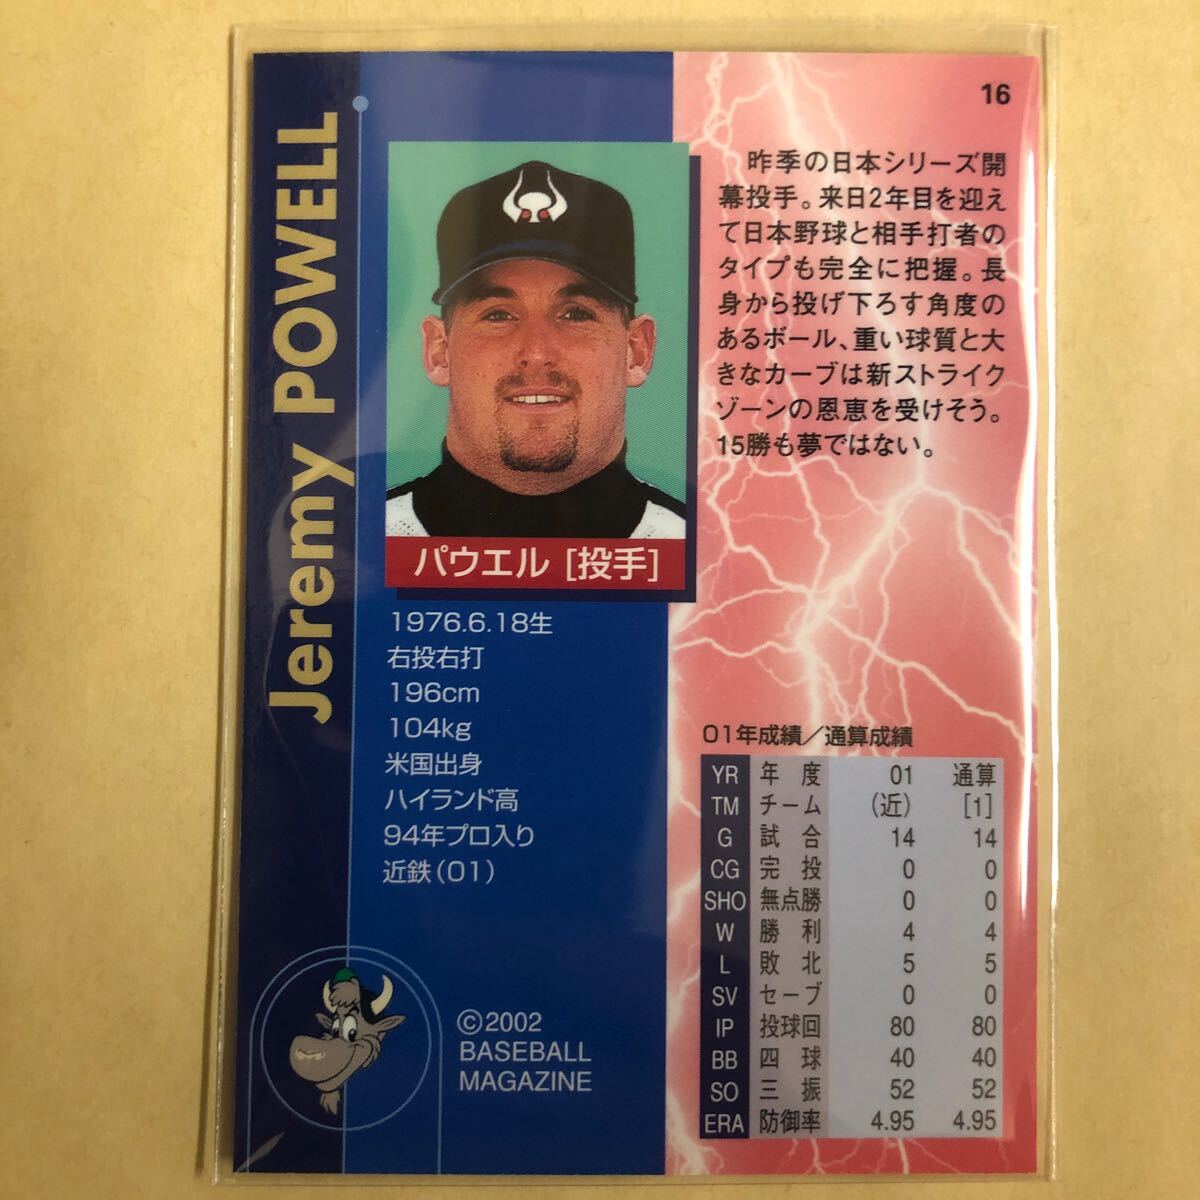 Jeremy POWELL
パウエル [投手]
1976.6.18生
右投右打
196cm
104kg
米国出身
ハイランド高
94年プロ入り
近鉄(01)
©2002
BASEBALL
MAGAZINE
16
昨季の日本シリーズ開
幕投手。来日2年目を迎え
て日本野球と相手打者の
タイプも完全に把握。長
身から投げ下ろす角度の
あるボール、重い球質と大
きなカーブは新ストライク
ゾーンの恩恵を受けそう。
15勝も夢ではない。
01年成績／通算成績
YR 年度 01 通算
TM チーム (近) [1]
G 試合 14 14
CG 完投 0 0
SHO 無点勝 0 0
W 勝利 4 4
L 敗北 5 5
SV セーブ 0 0
IP 投球回 80 80
BB 四球 40 40
SO 三振 52 52
ERA 防御率 4.95 4.95